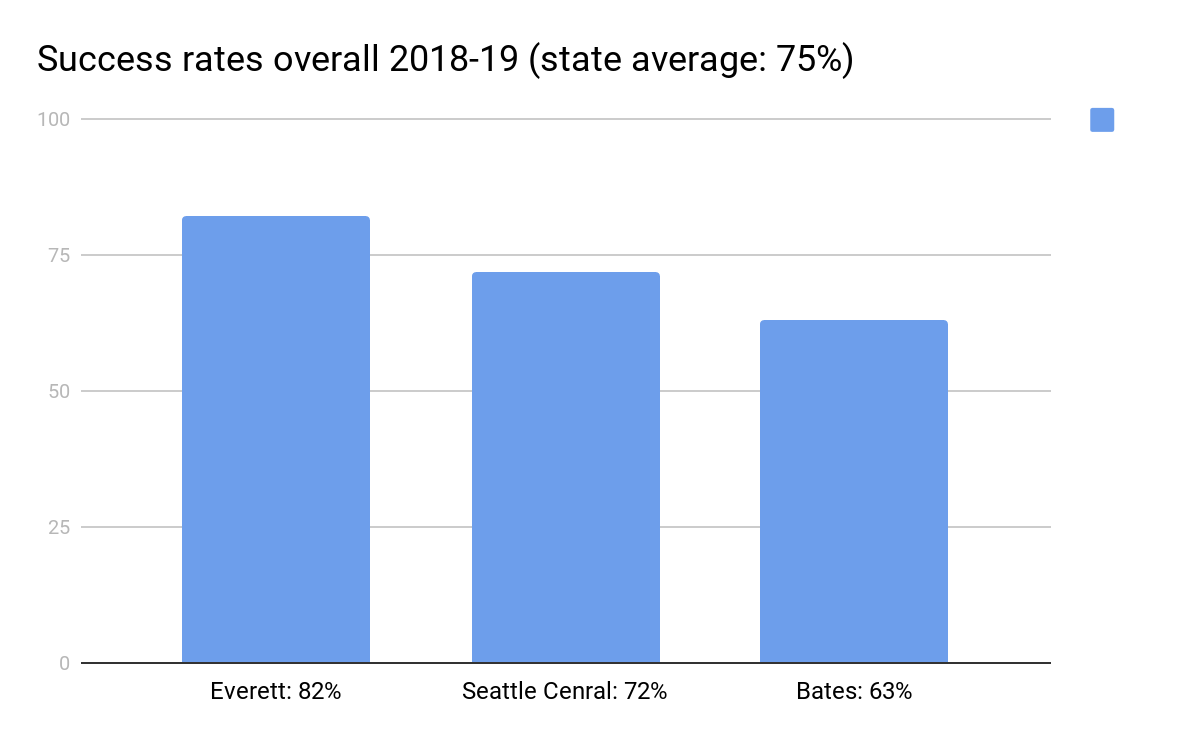 Success rates overall 2018-19 (state average: 75%)
100
75
50
25
0
Everett: 82%
Seattle Cenral: 72%
Bates: 63%